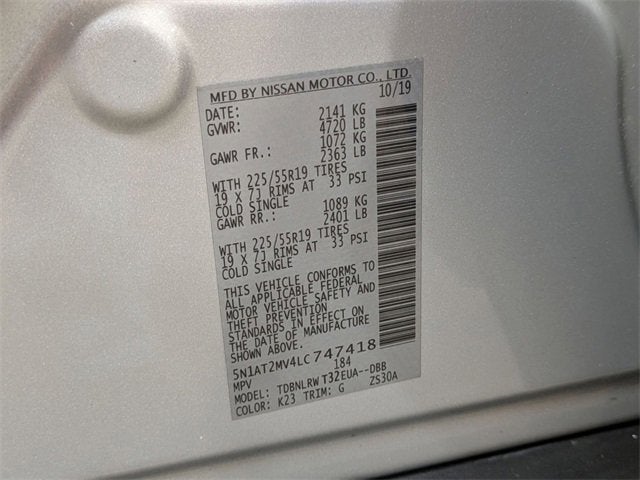 MFD BY NISSAN MOTOR CO., LTD.
DATE: 10/19
GVWR: 2141 KG
4720 LB
GAWR FR.: 1072 KG
2363 LB
WITH 225/55R19 TIRES
19 X 7J RIMS AT 33 PSI
COLD SINGLE
GAWR RR.: 1089 KG
2401 LB
WITH 225/55R19 TIRES
19 X 7J RIMS AT 33 PSI
COLD SINGLE
THIS VEHICLE CONFORMS TO
ALL APPLICABLE FEDERAL
MOTOR VEHICLE SAFETY AND
THEFT PREVENTION
STANDARDS IN EFFECT ON
THE DATE OF MANUFACTURE
SHOWN ABOVE.
5N1AT2MV4LC747418
MPV 184
MODEL: TDBNLRWT32EUA--DBB
COLOR: K23 TRIM: G ZS30A